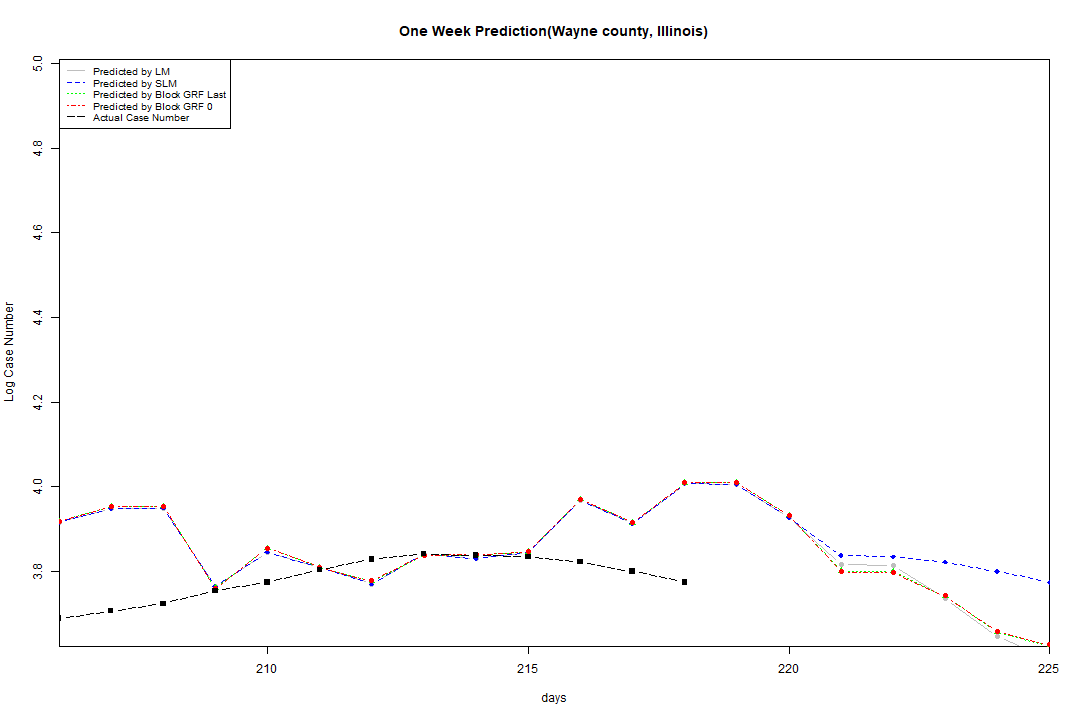 One Week Prediction(Wayne county, Illinois)
Predicted by LM
Predicted by SLM
Predicted by Block GRF Last
Predicted by Block GRF 0
Actual Case Number
5.0
4.8
4.6
4.4
4.2
4.0
3.8
Log Case Number
210
215
220
225
days